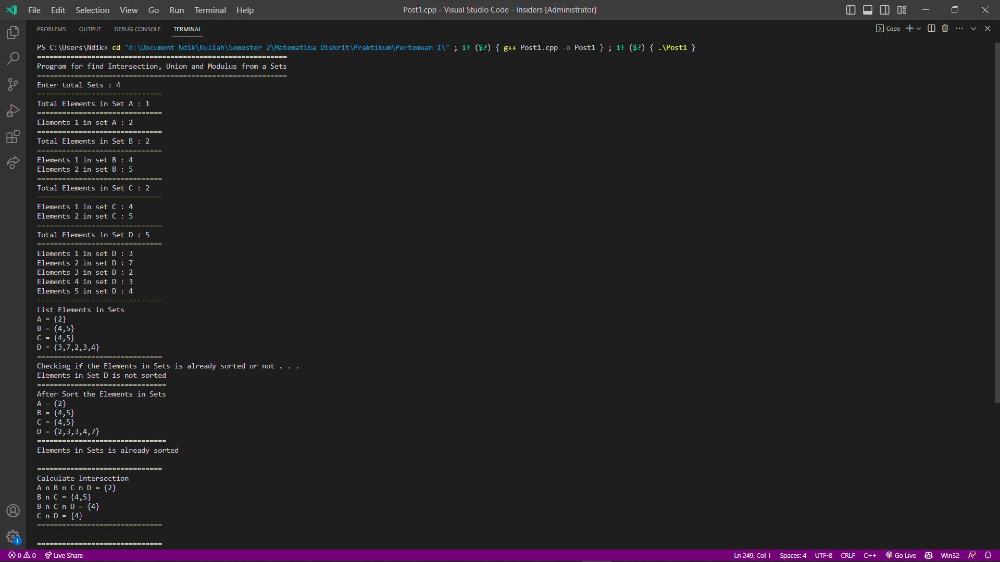 File Edit Selection View Go Run Terminal Help
Post1.cpp - Visual Studio Code - Insiders [Administrator]
PROBLEMS OUTPUT DEBUG CONSOLE TERMINAL
Code
PS C:\Users\Ndik> cd "d:\Document Ndik\Kuliah\Semester 2\Matematika Diskrit\Praktikum\Pertemuan 1\" ; if ($?) { g++ Post1.cpp -o Post1 } ; if ($?) { .\Post1 }
============================================================
Program for find Intersection, Union and Modulus from a Sets
============================================================
Enter total Sets : 4
==============================
Total Elements in Set A : 1
==============================
Elements 1 in set A : 2
==============================
Total Elements in Set B : 2
==============================
Elements 1 in set B : 4
Elements 2 in set B : 5
==============================
Total Elements in Set C : 2
==============================
Elements 1 in set C : 4
Elements 2 in set C : 5
==============================
Total Elements in Set D : 5
==============================
Elements 1 in set D : 3
Elements 2 in set D : 7
Elements 3 in set D : 2
Elements 4 in set D : 3
Elements 5 in set D : 4
==============================
List Elements in Sets
A = {2}
B = {4,5}
C = {4,5}
D = {3,7,2,3,4}
==============================
Checking if the Elements in Sets is already sorted or not . . .
Elements in Set D is not sorted
===============================
After Sort the Elements in Sets
A = {2}
B = {4,5}
C = {4,5}
D = {2,3,3,4,7}
===============================
Elements in Sets is already sorted
==============================
Calculate Intersection
A n B n C n D = {2}
B n C = {4,5}
B n C n D = {4}
C n D = {4}
==============================
==============================
1
0 0 Live Share
Ln 249, Col 1 Spaces: 4 UTF-8 CRLF C++ Go Live Win32